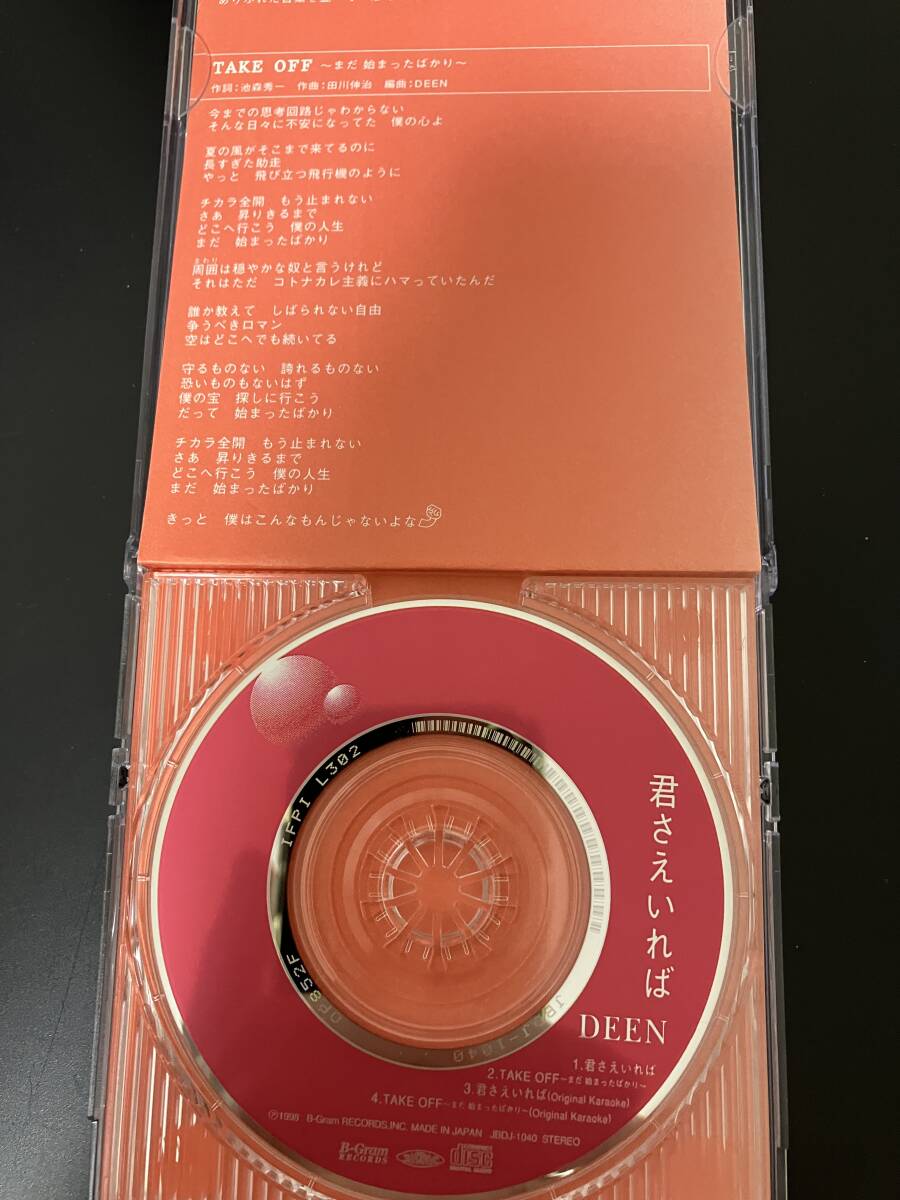 TAKE OFF ～まだ 始まったばかり～
作詞：池森秀一 作曲：田川伸治 編曲：DEEN
今までの思考回路じゃわからない
そんな日々に不安になってた 僕の心よ
夏の風がそこまで来てるのに
長すぎた助走
やっと 飛び立つ飛行機のように
チカラ全開 もう止まれない
さあ 昇りきるまで
どこへ行こう 僕の人生
まだ 始まったばかり
まわり
周囲は穏やかな奴と言うけれど
それはただ コトナカレ主義にハマっていたんだ
誰か教えて しばられない自由
争うべきロマン
空はどこへでも続いてる
守るものない 誇れるものない
恐いものもないはず
僕の宝 探しに行こう
だって 始まったばかり
チカラ全開 もう止まれない
さあ 昇りきるまで
どこへ行こう 僕の人生
まだ 始まったばかり
きっと 僕はこんなもんじゃないよな
IFPI L302
JBDJ-1040
君さえいれば
DEEN
1.君さえいれば
2.TAKE OFF～まだ 始まったばかり～
3.君さえいれば(Original Karaoke)
4.TAKE OFF～まだ 始まったばかり～(Original Karaoke)
Ⓟ1998 B-Gram RECORDS,INC. MADE IN JAPAN JBDJ-1040 STEREO
B-Gram
RECORDS
COMPACT
disc
DIGITAL AUDIO